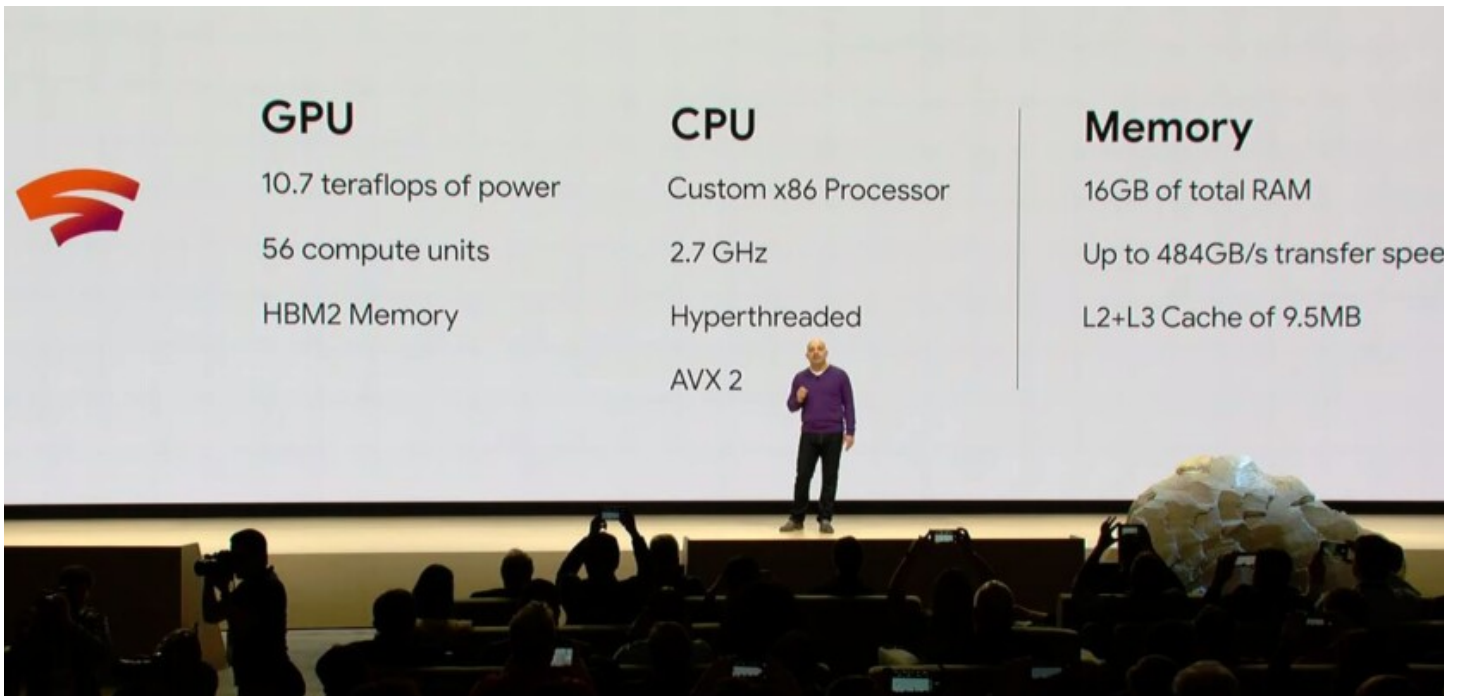 GPU
10.7 teraflops of power
56 compute units
HBM2 Memory
CPU
Custom x86 Processor
2.7 GHz
Hyperthreaded
AVX 2
Memory
16GB of total RAM
Up to 484GB/s transfer spee
L2+L3 Cache of 9.5MB